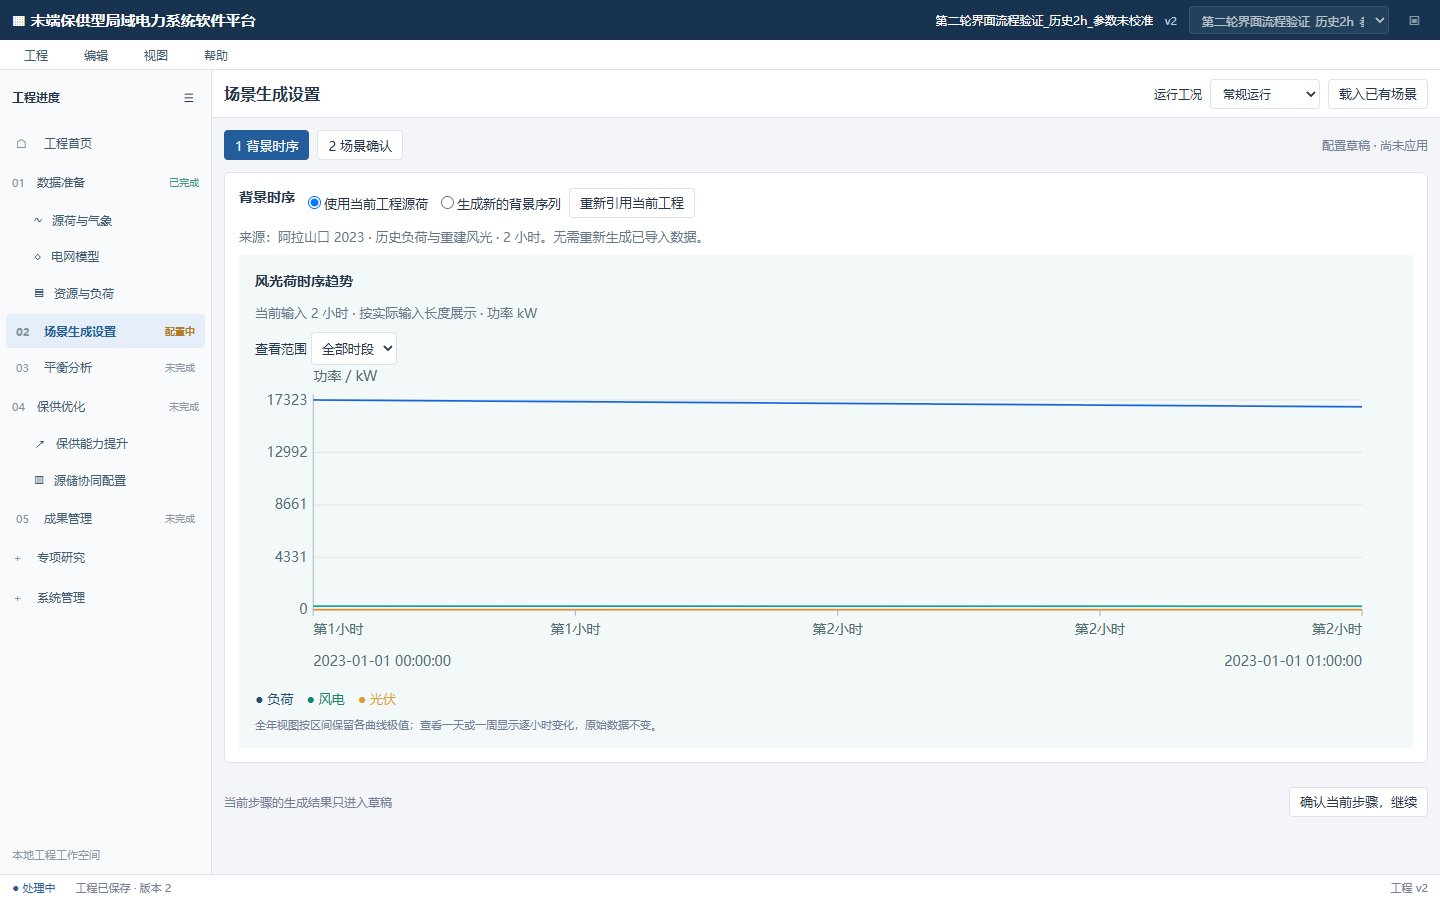 末端保供型局域电力系统软件平台
第二轮界面流程验证_历史2h_参数未校准 v2 第二轮界面流程验证_历史2h
工程 编辑 视图 帮助
工程进度
工程首页
01 数据准备 已完成
源荷与气象
电网模型
资源与负荷
02 场景生成设置 配置中
03 平衡分析 未完成
04 保供优化 未完成
保供能力提升
源储协同配置
05 成果管理 未完成
+ 专项研究
+ 系统管理
本地工程工作空间
场景生成设置 运行工况 常规运行 载入已有场景
1 背景时序 2 场景确认 配置草稿 · 尚未应用
背景时序 使用当前工程源荷 生成新的背景序列 重新引用当前工程
来源：阿拉山口 2023 · 历史负荷与重建风光 · 2 小时。无需重新生成已导入数据。
风光荷时序趋势
当前输入 2 小时 · 按实际输入长度展示 · 功率 kW
查看范围 全部时段
功率 / kW
17323
12992
8661
4331
0
第1小时 第1小时 第2小时 第2小时 第2小时
2023-01-01 00:00:00 2023-01-01 01:00:00
● 负荷 ● 风电 ● 光伏
全年视图按区间保留各曲线极值；查看一天或一周显示逐小时变化，原始数据不变。
当前步骤的生成结果只进入草稿 确认当前步骤，继续
● 处理中 工程已保存 · 版本 2 工程 v2